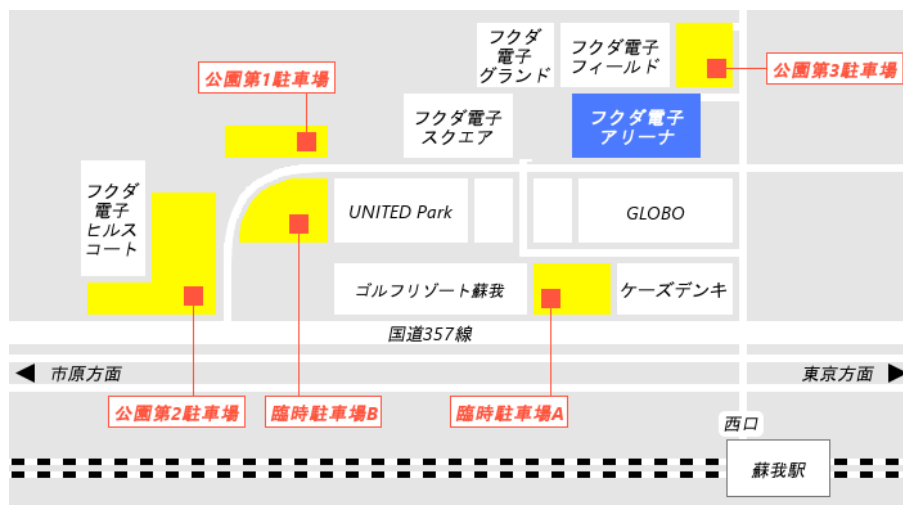 フクダ
電子
グランド
フクダ電子
フィールド
公園第3駐車場
公園第1駐車場
フクダ電子
スクエア
フクダ電子
アリーナ
フクダ
電子
ヒルス
コート
UNITED Park
GLOBO
ゴルフリゾート蘇我
ケーズデンキ
国道357線
市原方面
東京方面
公園第2駐車場
臨時駐車場B
臨時駐車場A
西口
蘇我駅